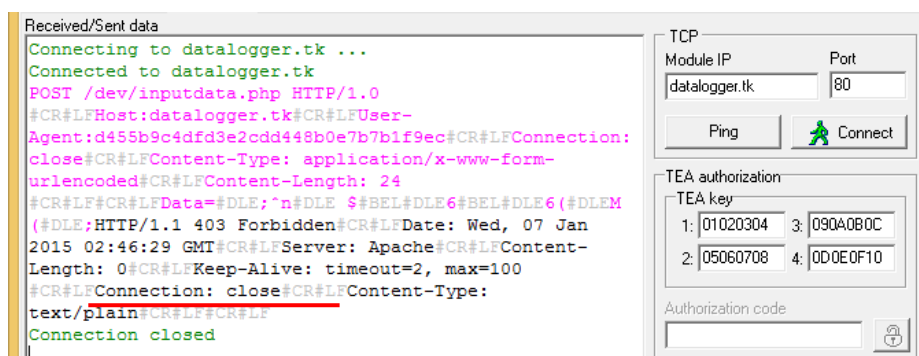 Received/Sent data
Connecting to datalogger.tk ...
Connected to datalogger.tk
POST /dev/inputdata.php HTTP/1.0
#CR#LFHost:datalogger.tk#CR#LFUser-
Agent:d455b9c4dfd3e2cdd448b0e7b7b1f9ec#CR#LFConnection:
close#CR#LFContent-Type: application/x-www-form-
urlencoded#CR#LFContent-Length: 24
#CR#LF#CR#LFData=#DLE;^n#DLE $#BEL#DLE6#BEL#DLE6(#DLEM
(#DLE;HTTP/1.1 403 Forbidden#CR#LFDate: Wed, 07 Jan
2015 02:46:29 GMT#CR#LFServer: Apache#CR#LFContent-
Length: 0#CR#LFKeep-Alive: timeout=2, max=100
#CR#LFConnection: close#CR#LFContent-Type:
text/plain#CR#LF#CR#LF
Connection closed
TCP
Module IP Port
datalogger.tk 80
Ping Connect
TEA authorization
TEA key
1: 01020304 3: 090A0B0C
2: 05060708 4: 0D0E0F10
Authorization code